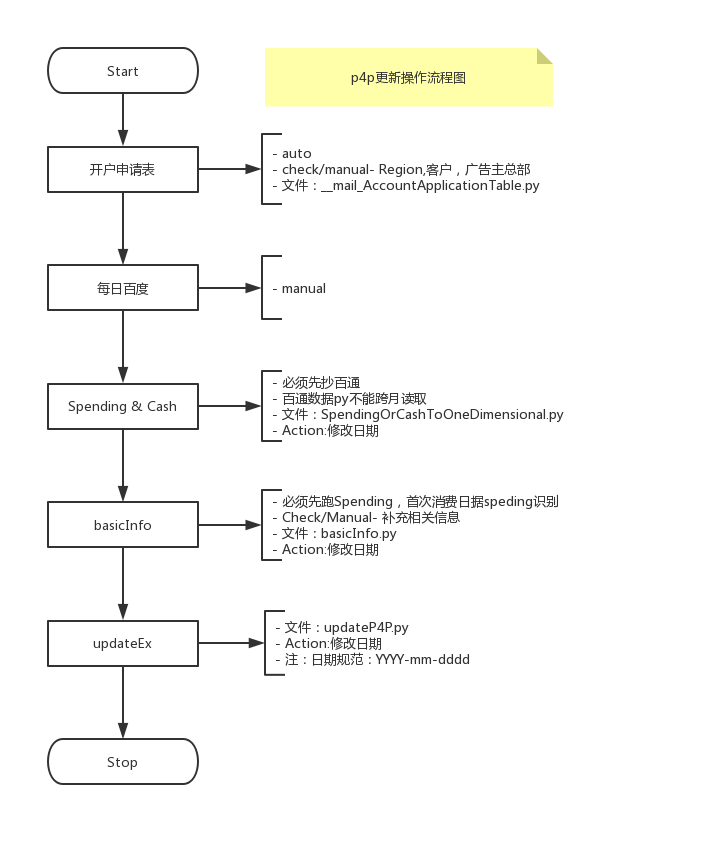 Start
p4p更新操作流程图
开户申请表
- auto
- check/manual- Region,客户，广告主总部
- 文件：__mail_AccountApplicationTable.py
每日百度
- manual
Spending & Cash
- 必须先抄百通
- 百通数据py不能跨月读取
- 文件：SpendingOrCashToOneDimensional.py
- Action:修改日期
basicInfo
- 必须先跑Spending，首次消费日据speding识别
- Check/Manual- 补充相关信息
- 文件：basicInfo.py
- Action:修改日期
updateEx
- 文件：updateP4P.py
- Action:修改日期
- 注：日期规范：YYYY-mm-dddd
Stop